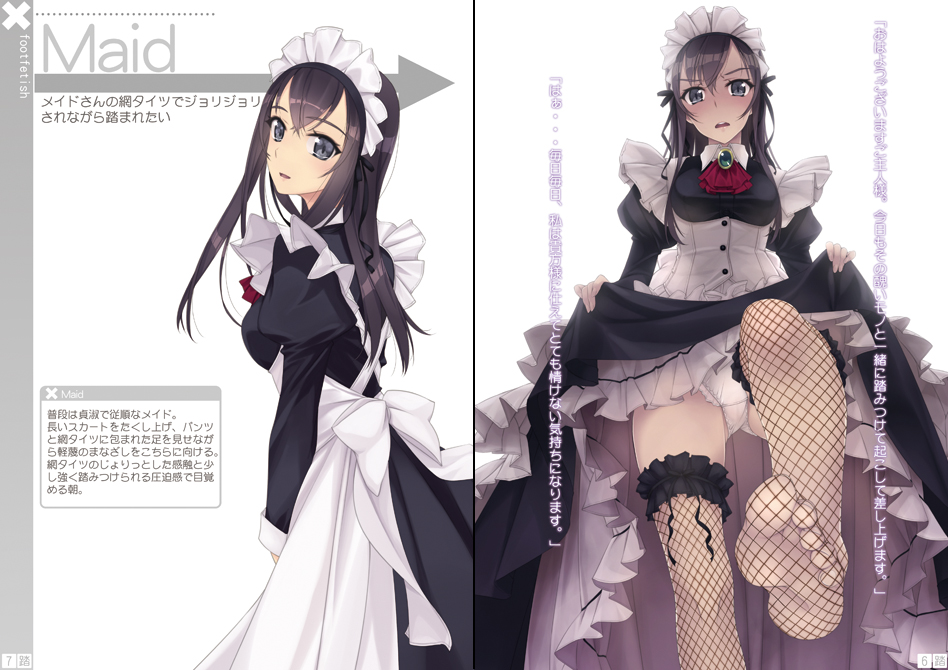 footfetish
Maid
メイドさんの網タイツでジョリジョリ
されながら踏まれたい
Maid
普段は貞淑で従順なメイド。
長いスカートをたくし上げ、パンツ
と網タイツに包まれた足を見せなが
ら軽蔑のまなざしをこちらに向ける。
網タイツのじょりっとした感触と少
し強く踏みつけられる圧迫感で目覚
める朝。
7 踏
「おはようございますご主人様。今日もその醜いモノと一緒に踏みつけて起こして差し上げます。」
「はぁ・・・毎日毎日、私は貴方様に仕えてとても情けない気持ちになります。」
6 踏